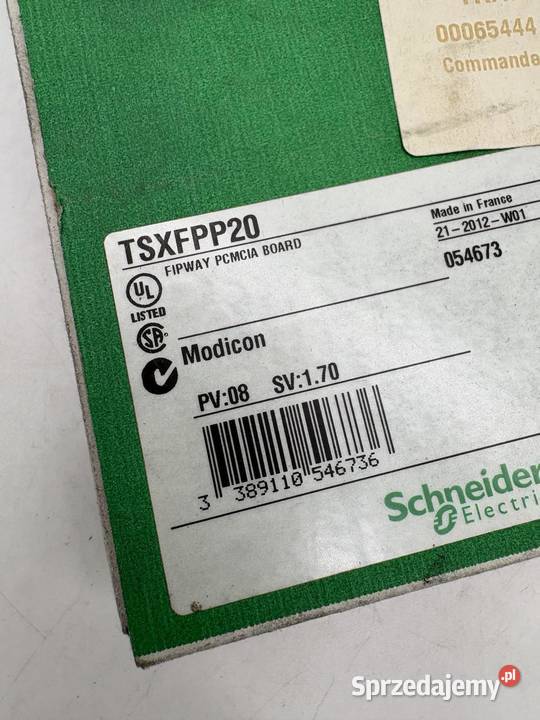 00065444
Commande
TSXFPP20
FIPWAY PCMCIA BOARD
Made in France
21-2012-W01
054673
UL
LISTED
SA
Modicon
PV:08 SV:1.70
3 389110 546736
Schneider
Electri
Sprzedajemy.pl